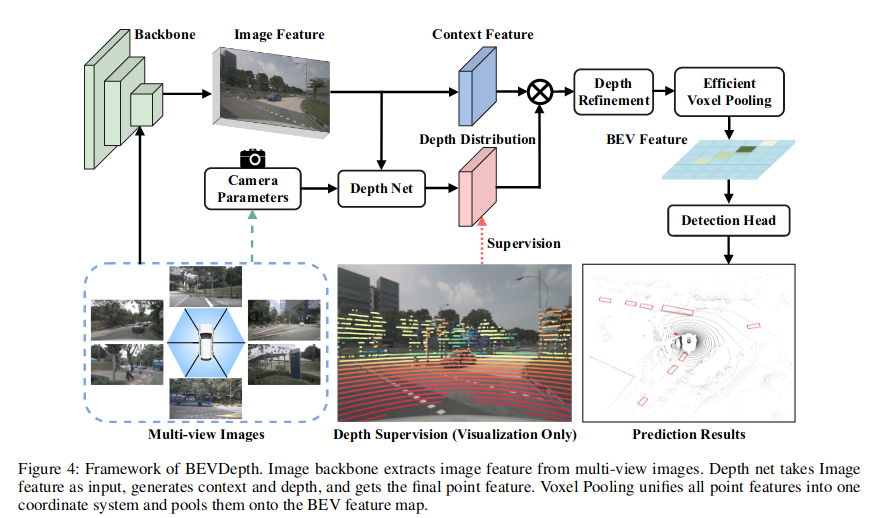 Backbone
Image Feature
Context Feature
Depth Refinement
Efficient Voxel Pooling
Depth Distribution
BEV Feature
Camera Parameters
Depth Net
Detection Head
Supervision
Multi-view Images
Depth Supervision (Visualization Only)
Prediction Results
Figure 4: Framework of BEVDepth. Image backbone extracts image feature from multi-view images. Depth net takes Image
feature as input, generates context and depth, and gets the final point feature. Voxel Pooling unifies all point features into one
coordinate system and pools them onto the BEV feature map.